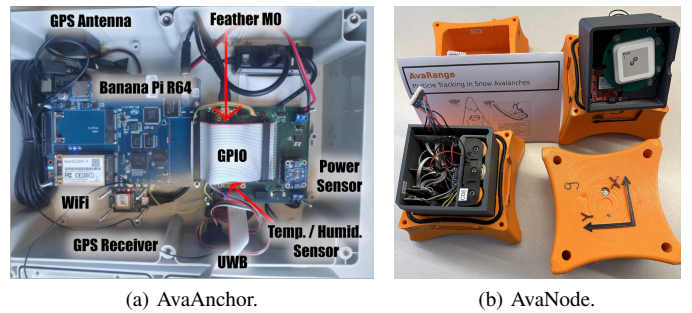 GPS Antenna
Feather M0
Banana Pi R64
GPIO
Power
Sensor
WiFi
GPS Receiver
Temp. / Humid.
Sensor
UWB
AvaRange
Tracking in Snow Avalanches
X
Y
6
(a) AvaAnchor.
(b) AvaNode.